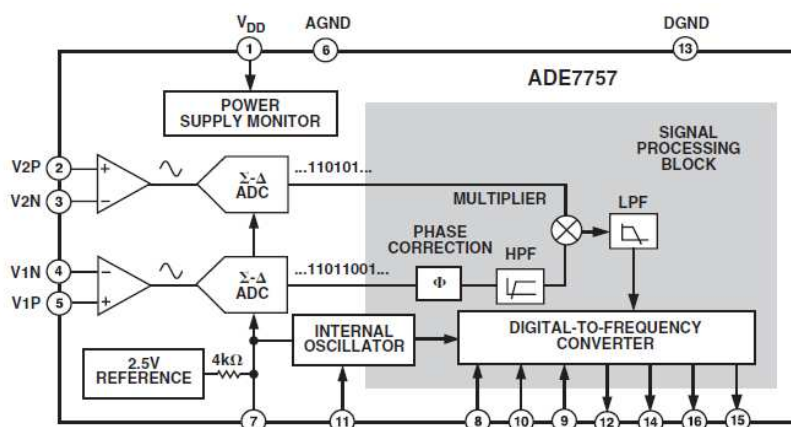 V_DD
AGND
DGND
1
6
13
ADE7757
POWER
SUPPLY MONITOR
SIGNAL
PROCESSING
BLOCK
V2P
2
+
Σ-Δ
ADC
...110101...
V2N
3
–
MULTIPLIER
LPF
PHASE
CORRECTION
HPF
V1N
4
–
Σ-Δ
ADC
...11011001...
Φ
V1P
5
+
INTERNAL
OSCILLATOR
DIGITAL-TO-FREQUENCY
CONVERTER
2.5V
REFERENCE
4kΩ
7
11
8
10
9
12
14
16
15